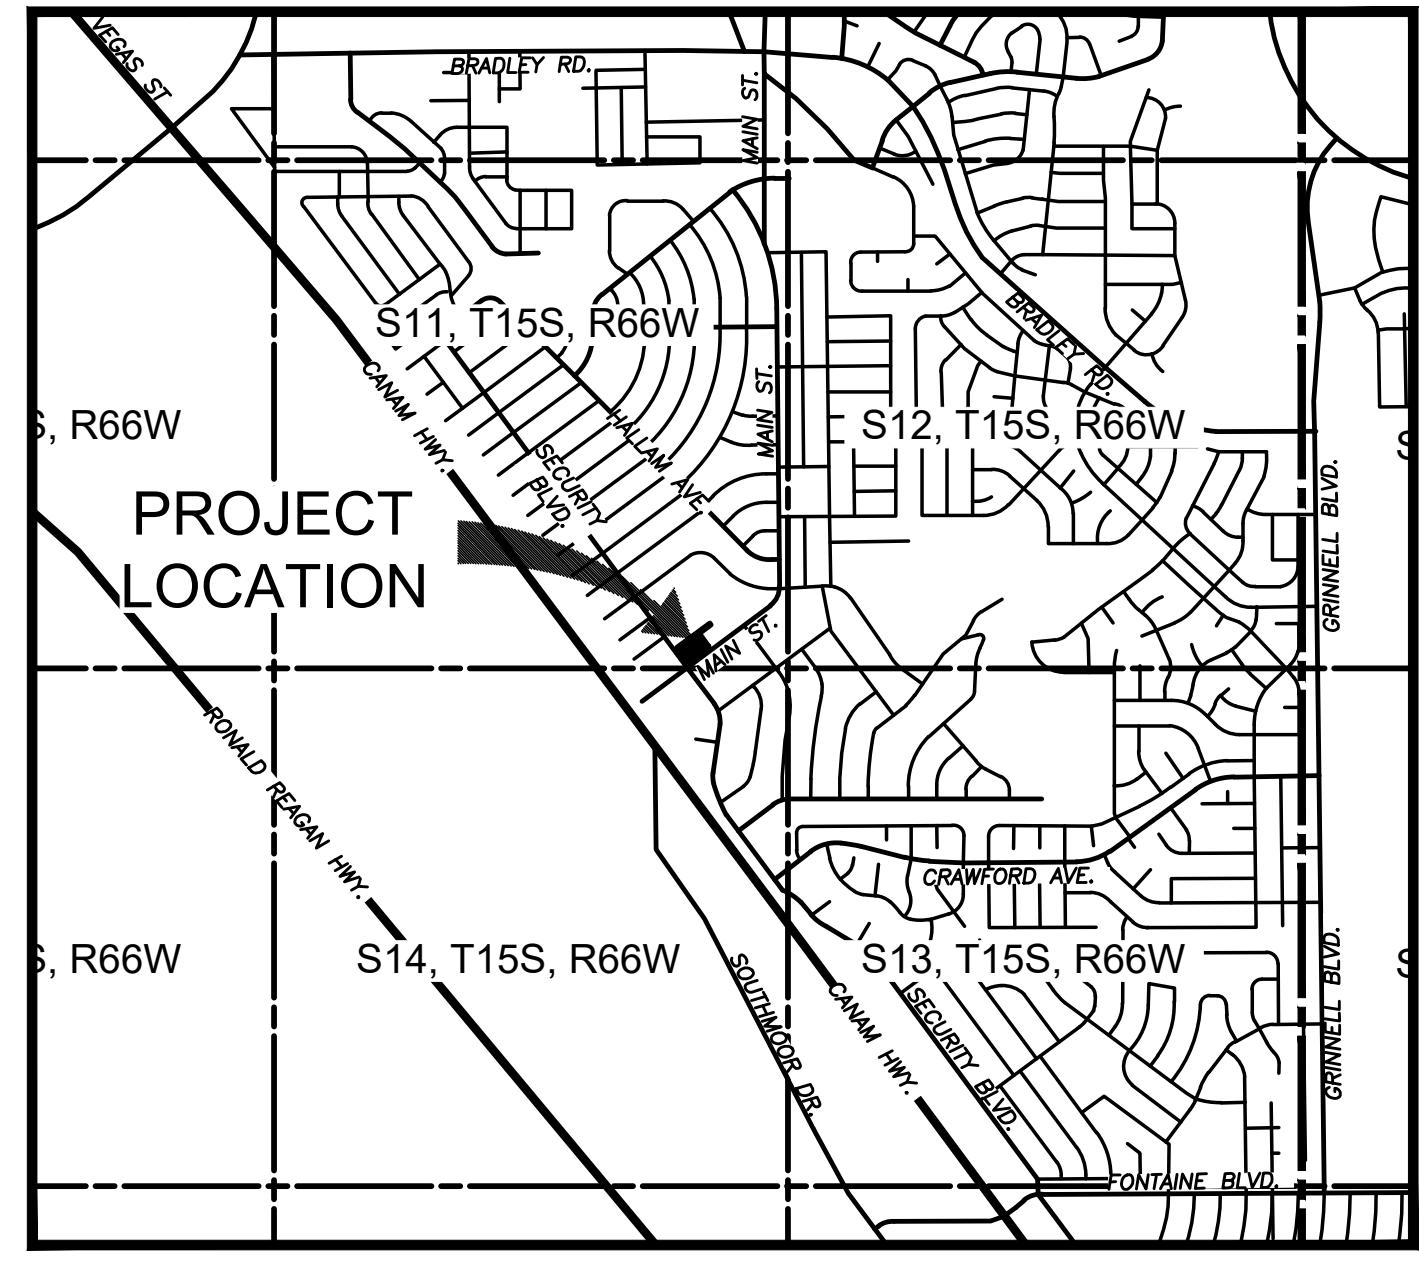 VEGAS ST
BRADLEY RD.
MAIN ST.
S11, T15S, R66W
BRADLEY RD.
CANAM HWY.
MAIN ST.
HALLAM AVE.
S, R66W
S12, T15S, R66W
S
SECURITY
BLVD.
GRINNELL BLVD.
PROJECT
LOCATION
MAIN ST.
RONALD REAGAN HWY.
CRAWFORD AVE.
S, R66W
S14, T15S, R66W
S13, T15S, R66W
S
SOUTHMOOR DR.
CANAM HWY.
SECURITY BLVD.
GRINNELL BLVD.
FONTAINE BLVD.